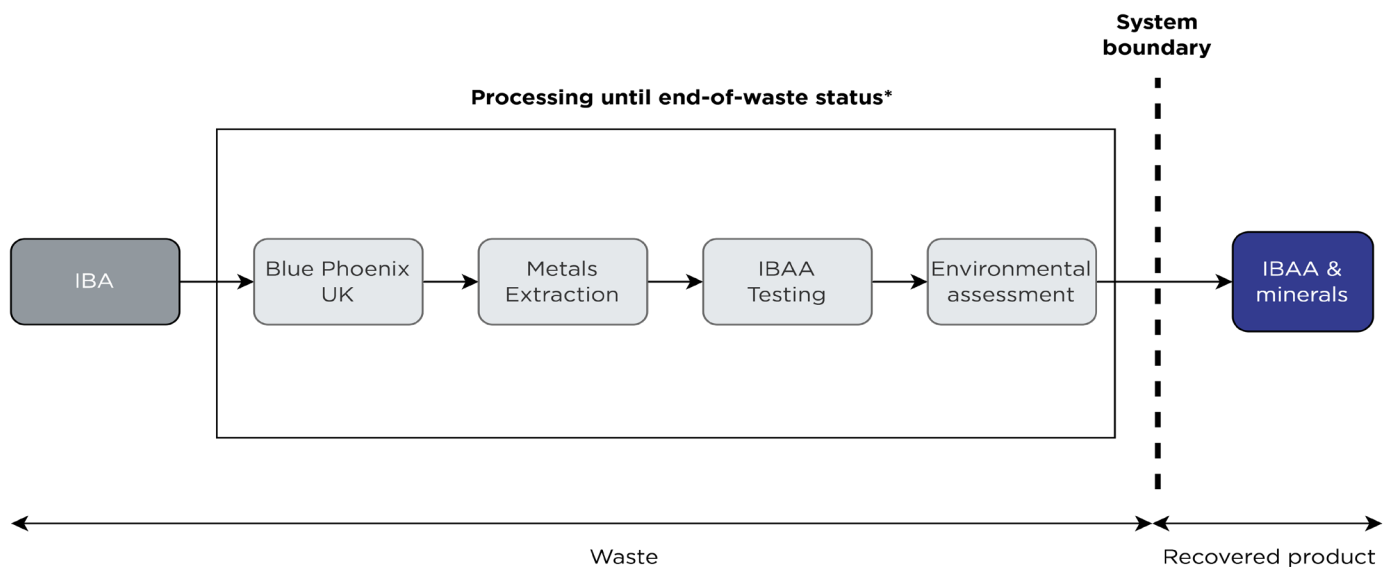 System
boundary
Processing until end-of-waste status*
IBA
Blue Phoenix
UK
Metals
Extraction
IBAA
Testing
Environmental
assessment
IBAA &
minerals
Waste
Recovered product